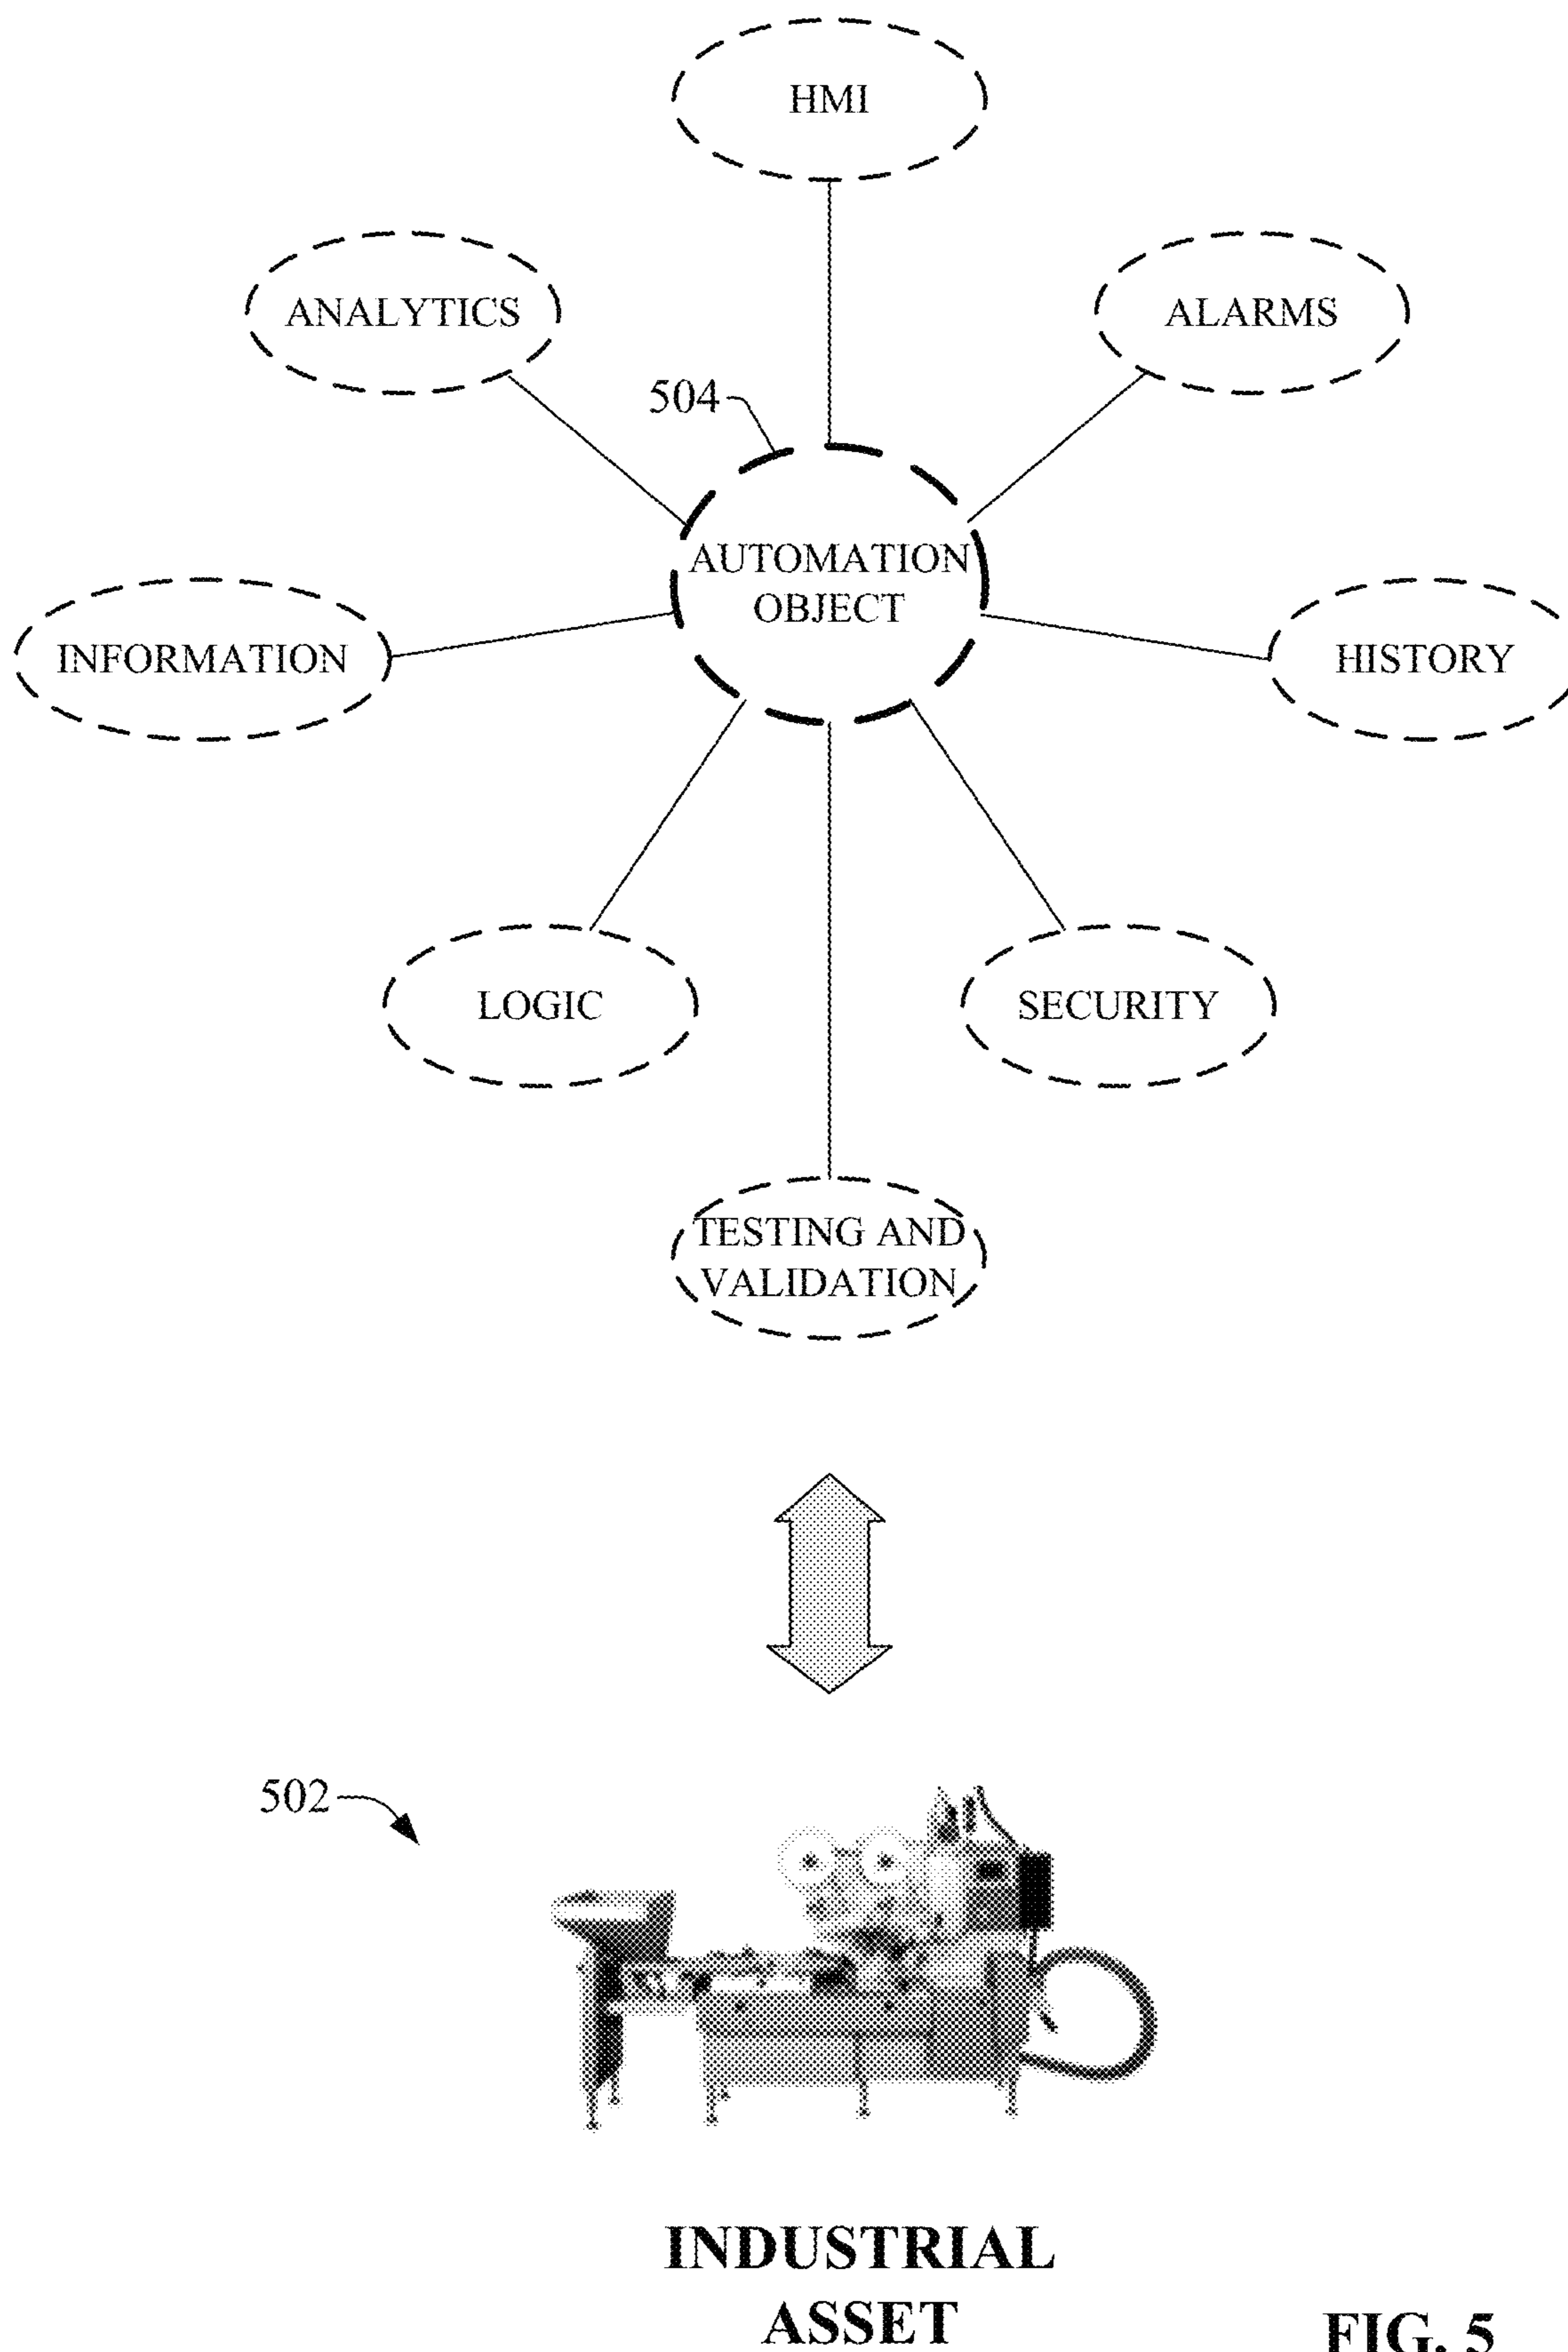 HMI
ANALYTICS
ALARMS
504
AUTOMATION
OBJECT
INFORMATION
HISTORY
LOGIC
SECURITY
TESTING AND
VALIDATION
502
INDUSTRIAL
ASSET
FIG. 5